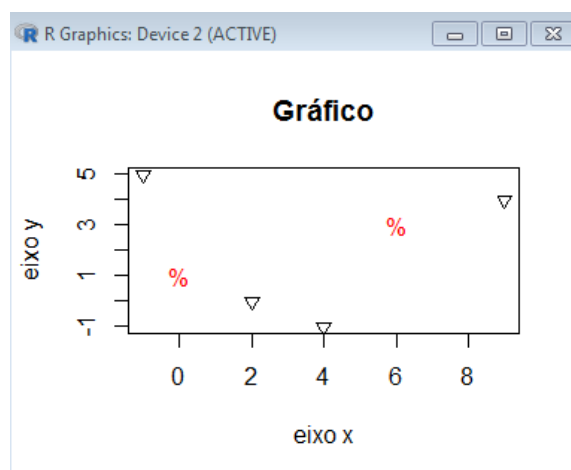 R Graphics: Device 2 (ACTIVE)
Gráfico
eixo y
5
3
1
-1
%
%
0 2 4 6 8
eixo x